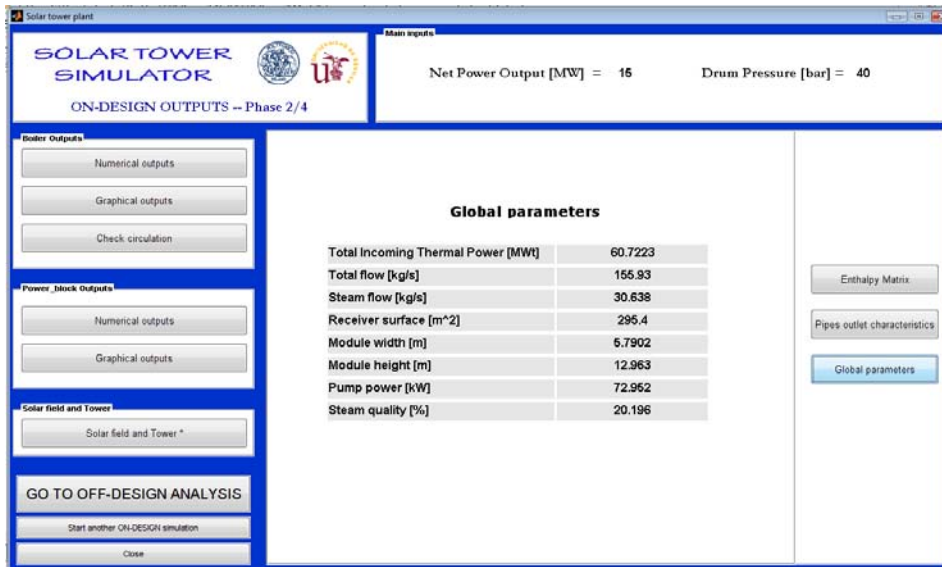 Solar tower plant
SOLAR TOWER
SIMULATOR
ON-DESIGN OUTPUTS -- Phase 2/4
Main inputs
Net Power Output [MW] = 15
Drum Pressure [bar] = 40
Boiler Outputs
Numerical outputs
Graphical outputs
Check circulation
Power_block Outputs
Numerical outputs
Graphical outputs
Solar field and Tower
Solar field and Tower *
GO TO OFF-DESIGN ANALYSIS
Start another ON-DESIGN simulation
Close
Global parameters
Total Incoming Thermal Power [MWt] 60.7223
Total flow [kg/s] 155.93
Steam flow [kg/s] 30.638
Receiver surface [m^2] 295.4
Module width [m] 5.7902
Module height [m] 12.963
Pump power [kW] 72.952
Steam quality [%] 20.196
Enthalpy Matrix
Pipes outlet characteristics
Global parameters